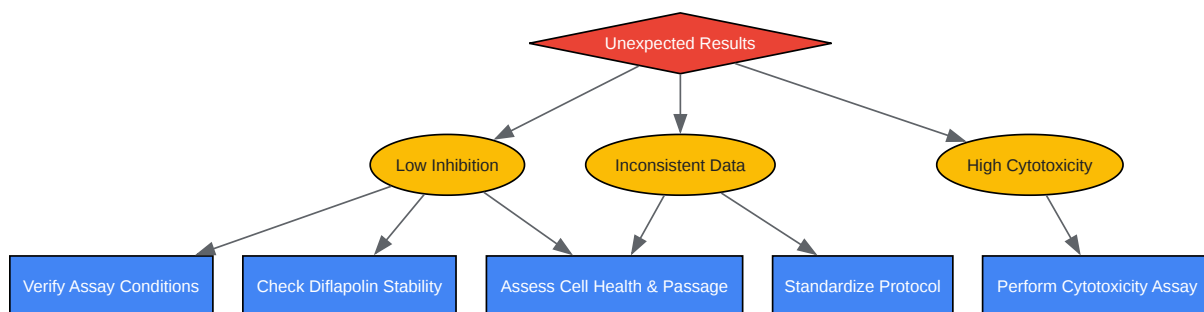 Unexpected Results
Low Inhibition
Inconsistent Data
High Cytotoxicity
Verify Assay Conditions
Check Diflapolin Stability
Assess Cell Health & Passage
Standardize Protocol
Perform Cytotoxicity Assay